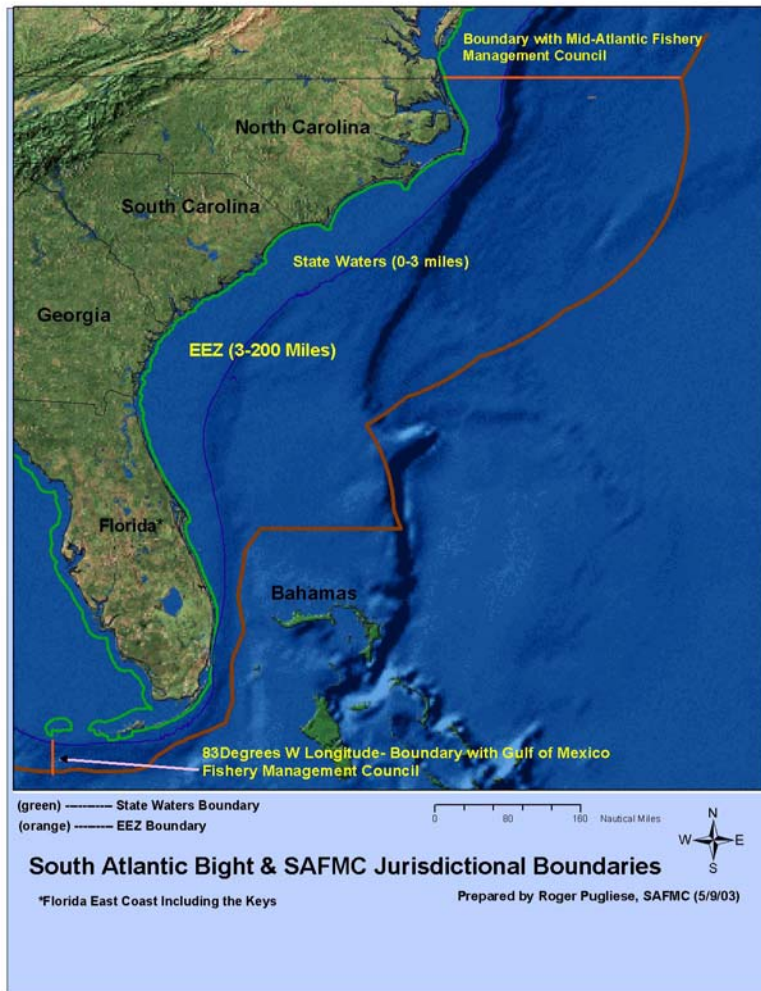 Boundary with Mid-Atlantic Fishery
Management Council
North Carolina
South Carolina
State Waters (0-3 miles)
Georgia
EEZ (3-200 Miles)
Florida*
Bahamas
83Degrees W Longitude- Boundary with Gulf of Mexico
Fishery Management Council
(green) ----------- State Waters Boundary
(orange) --------- EEZ Boundary
0 80 160 Nautical Miles
N
W E
S
South Atlantic Bight & SAFMC Jurisdictional Boundaries
*Florida East Coast Including the Keys
Prepared by Roger Pugliese, SAFMC (5/9/03)